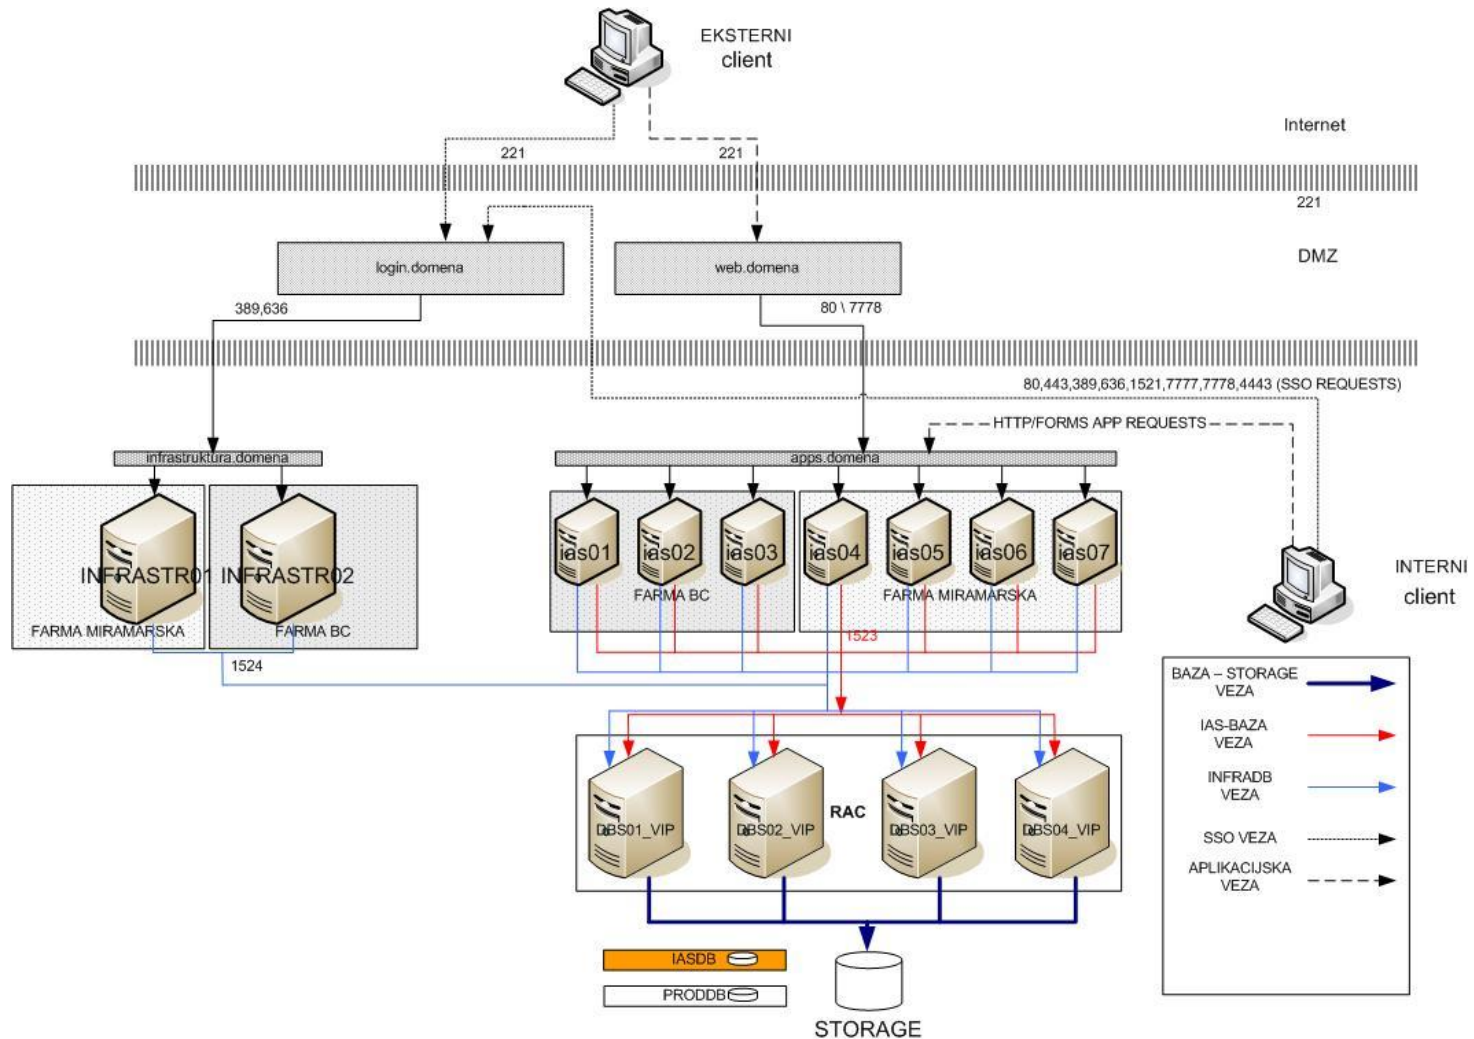 EKSTERNI
client
Internet
221
221
221
login.domena
web.domena
DMZ
389,636
80 \ 7778
80,443,389,636,1521,7777,7778,4443 (SSO REQUESTS)
HTTP/FORMS APP REQUESTS
infrastruktura.domena
apps.domena
ias01
ias02
ias03
ias04
ias05
ias06
ias07
INFRASTR01
INFRASTR02
FARMA BC
FARMA MIRAMARSKA
INTERNI
client
FARMA MIRAMARSKA
FARMA BC
1523
1524
BAZA – STORAGE
VEZA
IAS-BAZA
VEZA
INFRADB
VEZA
SSO VEZA
APLIKACIJSKA
VEZA
RAC
DBS01_VIP
DBS02_VIP
DBS03_VIP
DBS04_VIP
IASDB
PRODDB
STORAGE